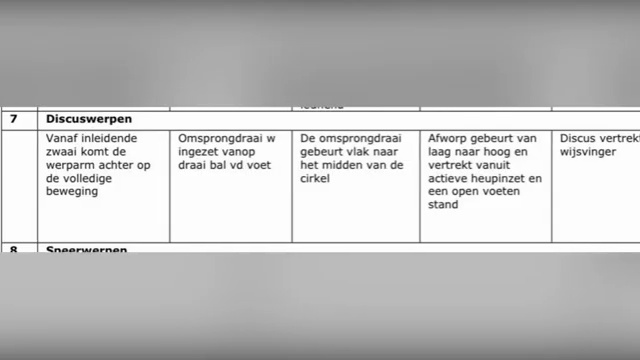 7 Discuswerpen
Vanaf inleidende
zwaai komt de
werparm achter op
de volledige
beweging
Omsprongdraai w
ingezet vanop
draai bal vd voet
De omsprongdraai
gebeurt vlak naar
het midden van de
cirkel
Afworp gebeurt van
laag naar hoog en
vertrekt vanuit
actieve heupinzet en
een open voeten
stand
Discus vertrekt
wijsvinger
8 Speerwerpen